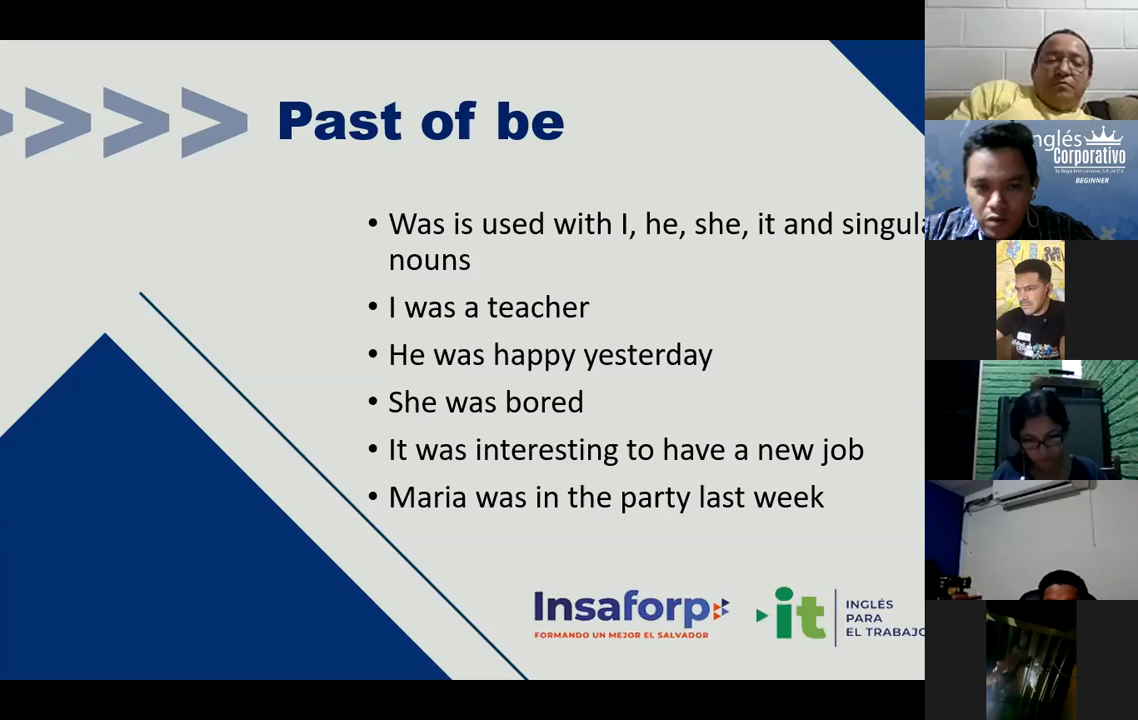 Past of be
• Was is used with I, he, she, it and
nouns
• I was a teacher
• He was happy yesterday
• She was bored
• It was interesting to have a new job
• Maria was in the party last week
Insaforp
FORMANDO UN MEJOR EL SALVADOR
it
INGLÉS
PARA
EL TRABAJO
Corporativo
BEGINNER